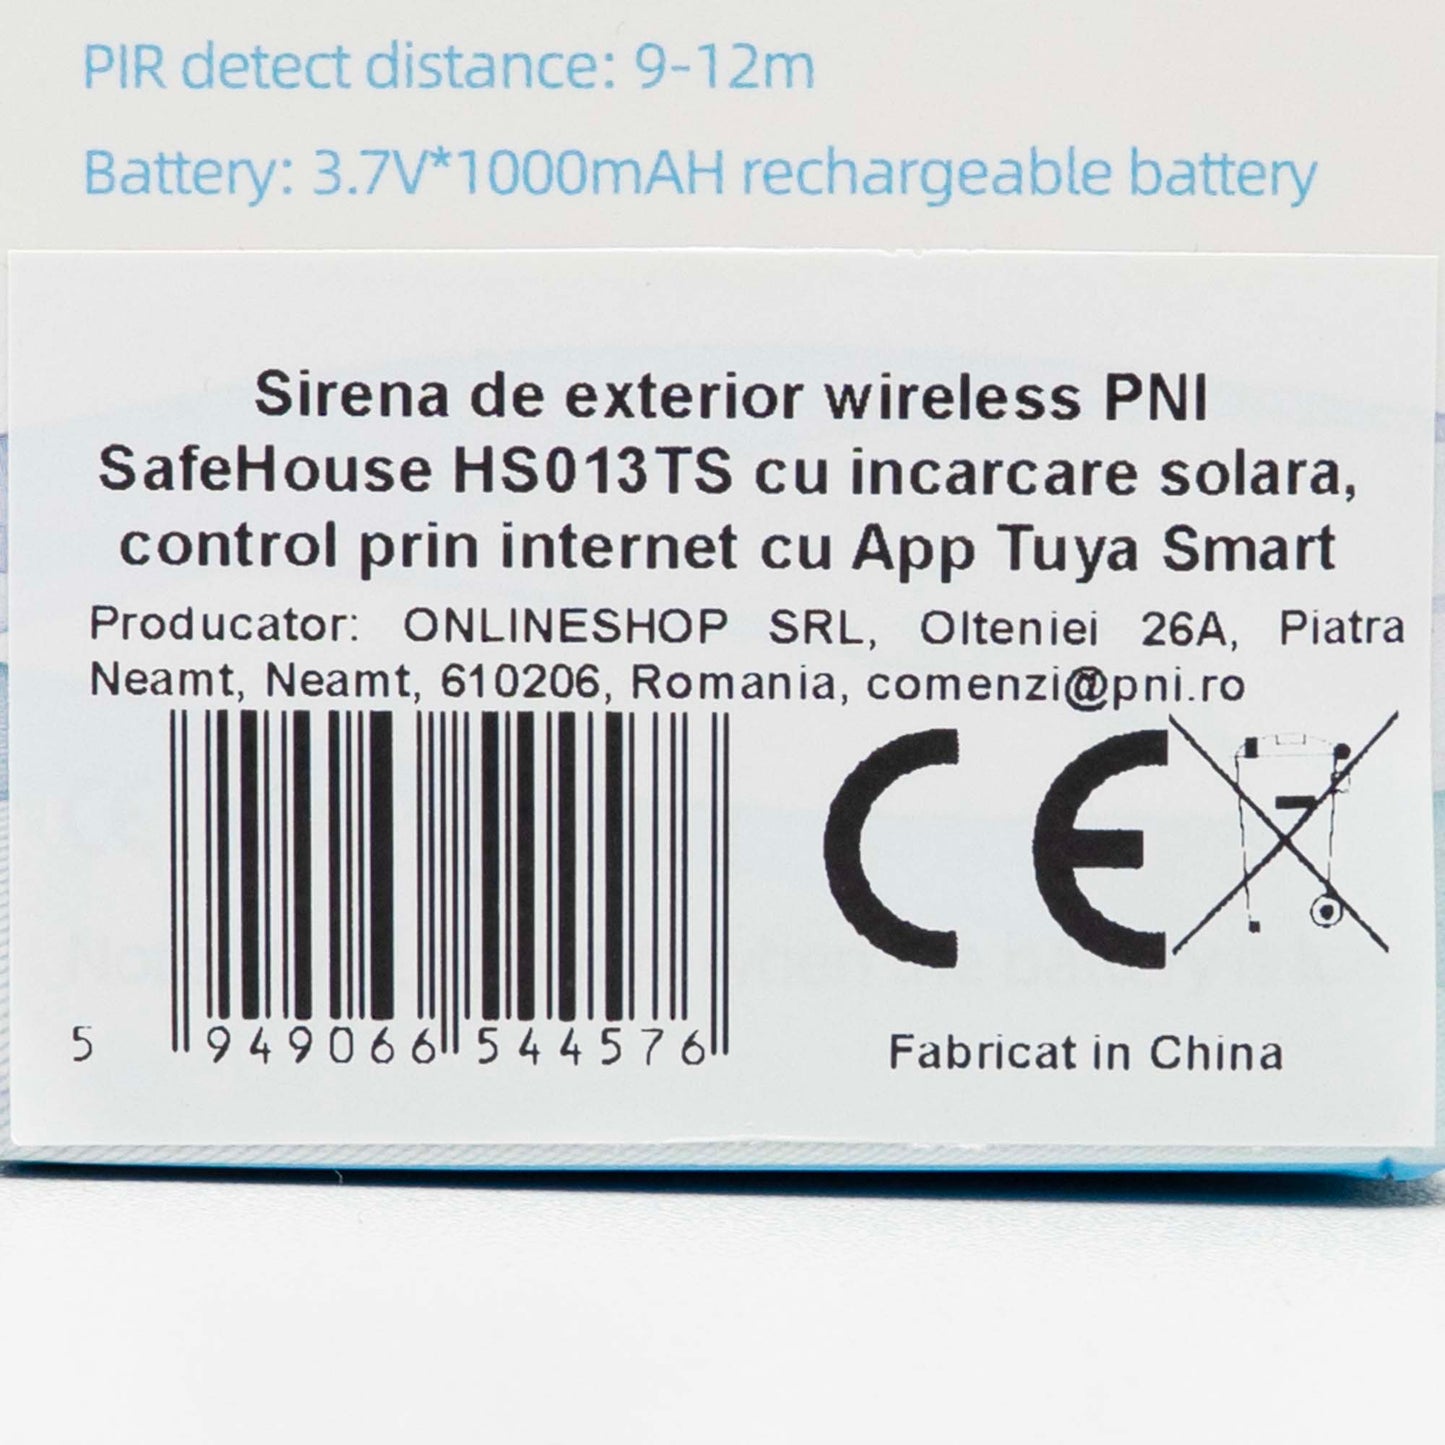 PIR detect distance: 9-12m
Battery: 3.7V*1000mAH rechargeable battery
Sirena de exterior wireless PNI
SafeHouse HS013TS cu incarcare solara,
control prin internet cu App Tuya Smart
Producator: ONLINESHOP SRL, Olteniei 26A, Piatra
Neamt, Neamt, 610206, Romania, comenzi@pni.ro
CE
5 949066 544576
Fabricat in China